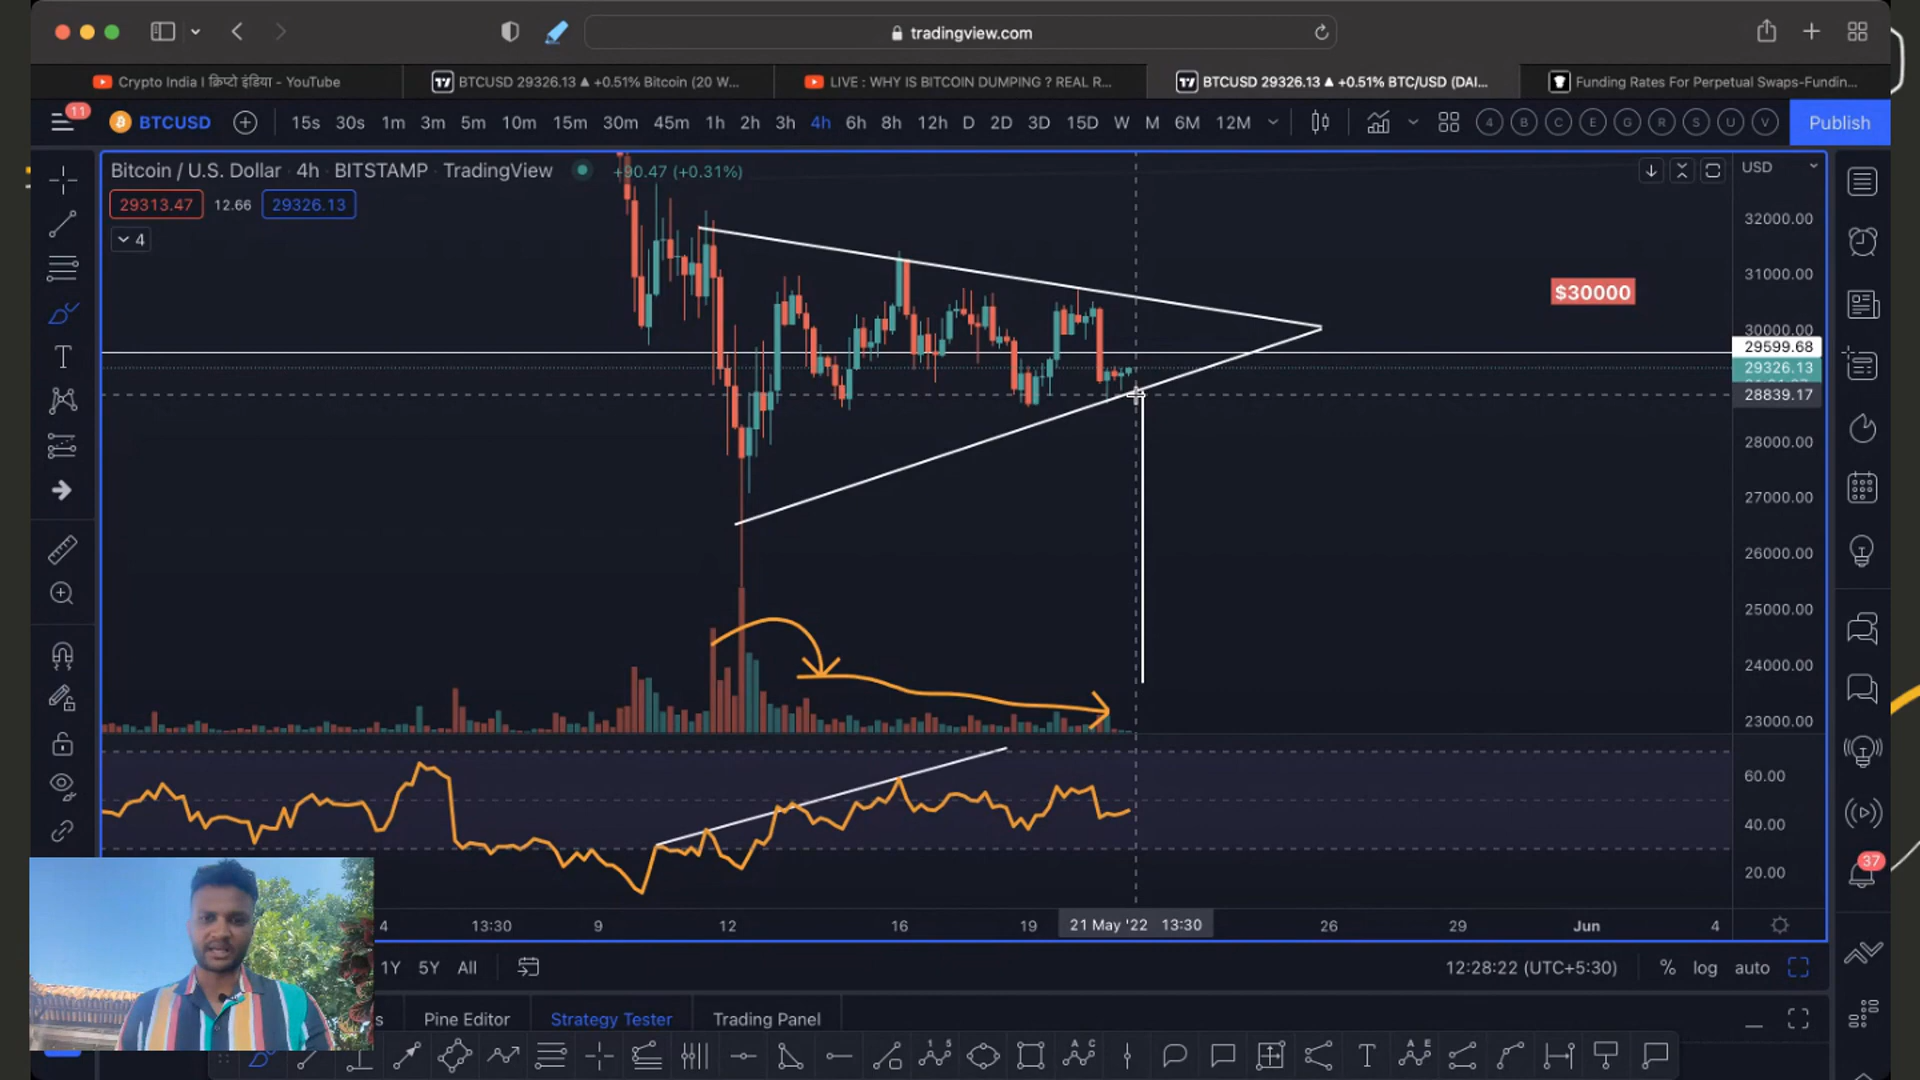 tradingview.com
Crypto India I क्रिप्टो इंडिया - YouTube
BTCUSD 29326.13 ▲ +0.51% Bitcoin (20 W...
LIVE : WHY IS BITCOIN DUMPING ? REAL R...
BTCUSD 29326.13 ▲ +0.51% BTC/USD (DAI...
Funding Rates For Perpetual Swaps-Fundin...
11
BTCUSD
15s 30s 1m 3m 5m 10m 15m 30m 45m 1h 2h 3h 4h 6h 8h 12h D 2D 3D 15D W M 6M 12M
4 B C E G R S U V
Publish
Bitcoin / U.S. Dollar · 4h · BITSTAMP · TradingView
+90.47 (+0.31%)
USD
29313.47 12.66 29326.13
4
32000.00
31000.00
$30000
30000.00
29599.68
29326.13
28839.17
28000.00
27000.00
26000.00
25000.00
24000.00
23000.00
60.00
40.00
20.00
37
4 13:30 9 12 16 19 21 May '22 13:30 26 29 Jun 4
1Y 5Y All
12:28:22 (UTC+5:30) % log auto
s Pine Editor Strategy Tester Trading Panel